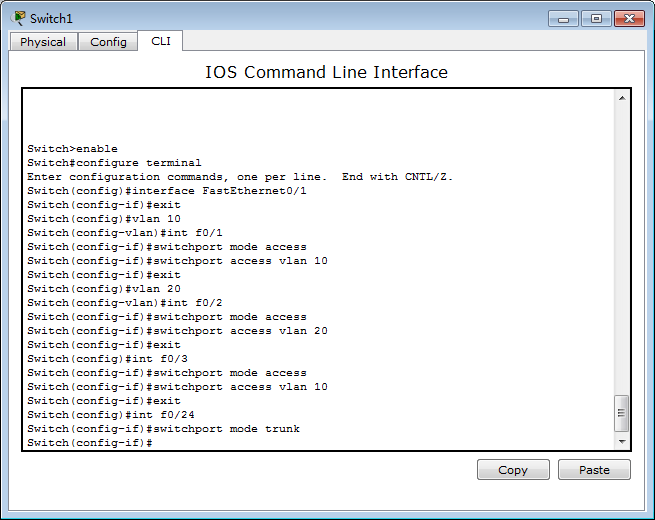 Switch1
Physical Config CLI
IOS Command Line Interface
Switch>enable
Switch#configure terminal
Enter configuration commands, one per line.  End with CNTL/Z.
Switch(config)#interface FastEthernet0/1
Switch(config-if)#exit
Switch(config)#vlan 10
Switch(config-vlan)#int f0/1
Switch(config-if)#switchport mode access
Switch(config-if)#switchport access vlan 10
Switch(config-if)#exit
Switch(config)#vlan 20
Switch(config-vlan)#int f0/2
Switch(config-if)#switchport mode access
Switch(config-if)#switchport access vlan 20
Switch(config-if)#exit
Switch(config)#int f0/3
Switch(config-if)#switchport mode access
Switch(config-if)#switchport access vlan 10
Switch(config-if)#exit
Switch(config)#int f0/24
Switch(config-if)#switchport mode trunk
Switch(config-if)#
Copy Paste